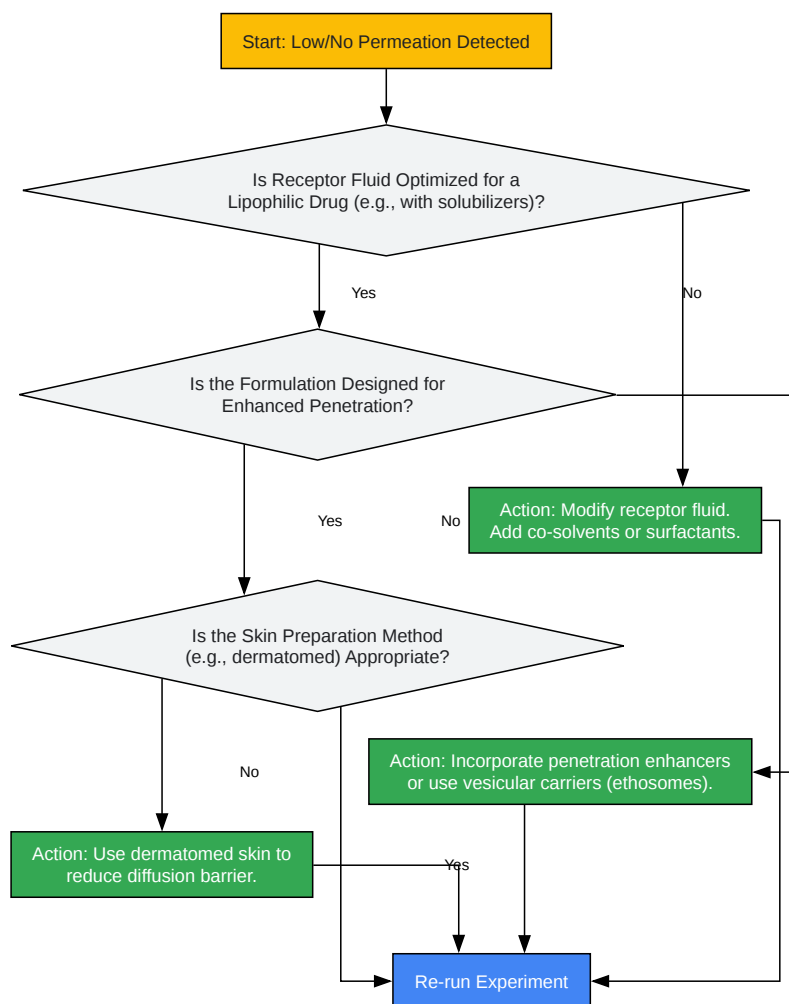 Start: Low/No Permeation Detected
Is Receptor Fluid Optimized for a
Lipophilic Drug (e.g., with solubilizers)?
Yes
No
Is the Formulation Designed for
Enhanced Penetration?
Action: Modify receptor fluid.
Add co-solvents or surfactants.
Yes
No
Is the Skin Preparation Method
(e.g., dermatomed) Appropriate?
Action: Incorporate penetration enhancers
or use vesicular carriers (ethosomes).
No
Action: Use dermatomed skin to
reduce diffusion barrier.
Yes
Re-run Experiment